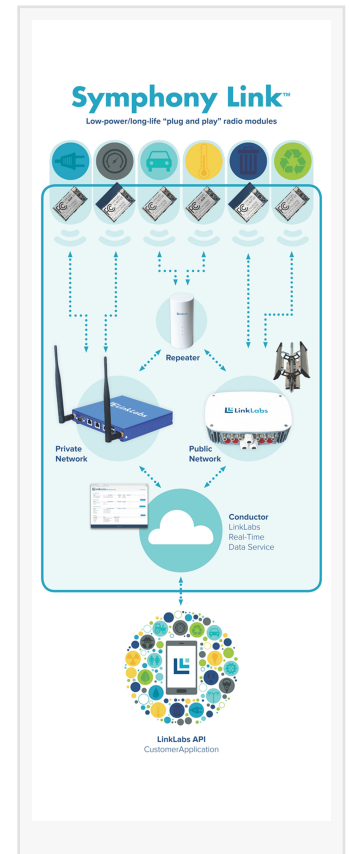 Symphony Link™
Low-power/long-life “plug and play” radio modules
Repeater
LinkLabs
LinkLabs
Private
Network
Public
Network
Conductor
LinkLabs
Real-Time
Data Service
LinkLabs API
CustomerApplication